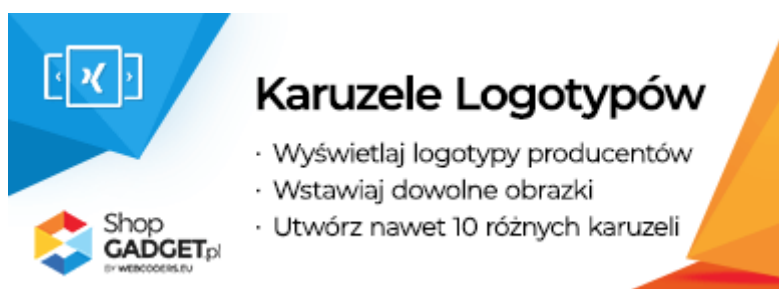 Karuzele Logotypów
· Wyświetlaj logotypy producentów
· Wstawiaj dowolne obrazki
· Utwórz nawet 10 różnych karuzeli
Shop
GADGET.pl
BY WEBCODERS.EU